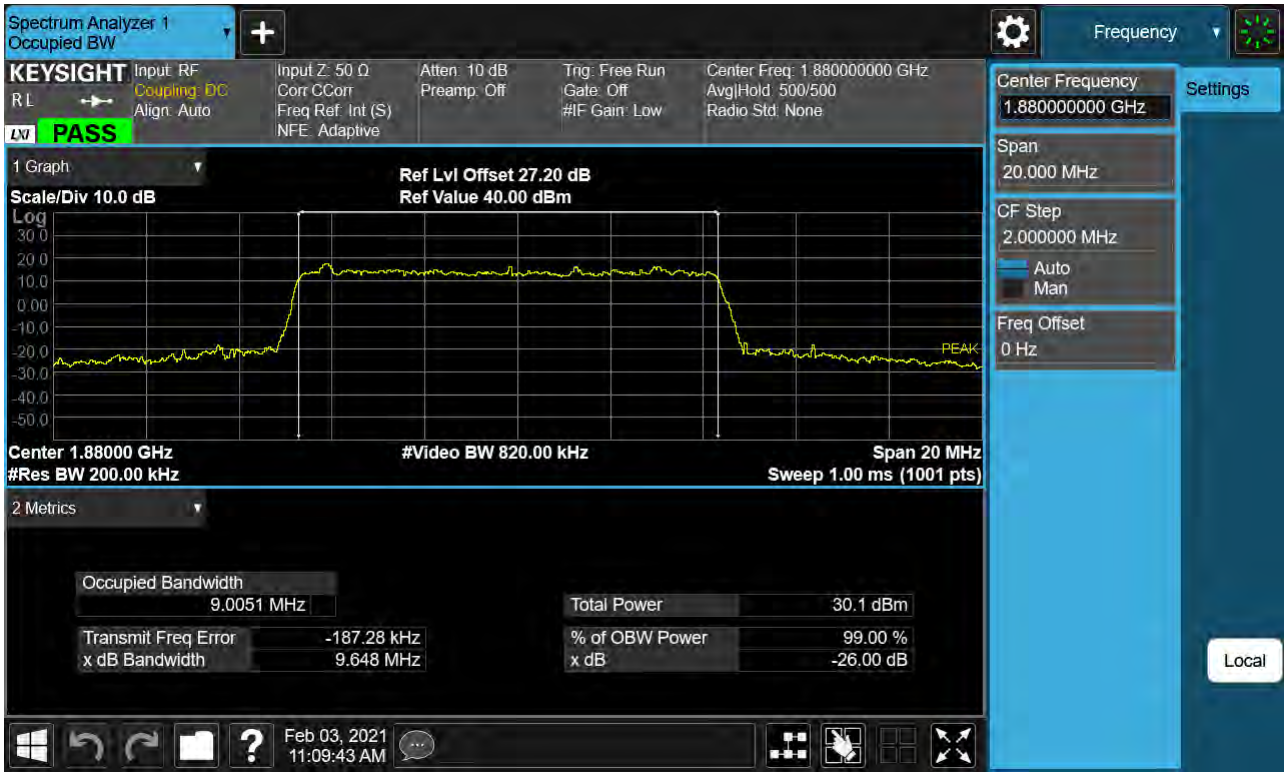 Spectrum Analyzer 1
Occupied BW
Frequency
KEYSIGHT
R L
LXI
PASS
Input: RF
Coupling: DC
Align: Auto
Input Z: 50 Ω
Corr CCorr
Freq Ref: Int (S)
NFE: Adaptive
Atten: 10 dB
Preamp: Off
Trig: Free Run
Gate: Off
#IF Gain: Low
Center Freq: 1.880000000 GHz
Avg|Hold: 500/500
Radio Std: None
Center Frequency
1.880000000 GHz
Settings
Span
20.000 MHz
CF Step
2.000000 MHz
Auto
Man
Freq Offset
0 Hz
Local
1 Graph
Scale/Div 10.0 dB
Ref Lvl Offset 27.20 dB
Ref Value 40.00 dBm
Log
30.0
20.0
10.0
0.00
-10.0
-20.0
-30.0
-40.0
-50.0
PEAK
Center 1.88000 GHz
#Video BW 820.00 kHz
Span 20 MHz
#Res BW 200.00 kHz
Sweep 1.00 ms (1001 pts)
2 Metrics
Occupied Bandwidth
9.0051 MHz
Total Power 30.1 dBm
Transmit Freq Error -187.28 kHz
% of OBW Power 99.00 %
x dB Bandwidth 9.648 MHz
x dB -26.00 dB
?
Feb 03, 2021
11:09:43 AM